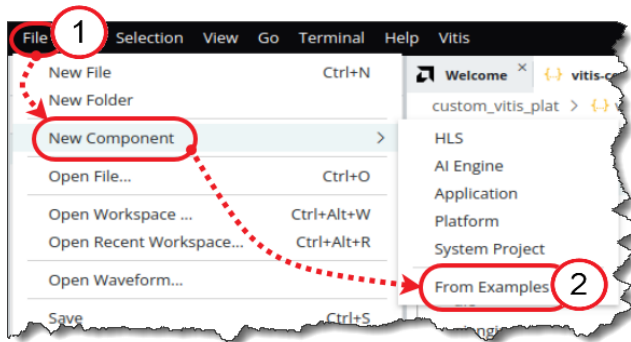 File 1 Selection View Go Terminal Help Vitis
New File Ctrl+N
New Folder
New Component >
Open File... Ctrl+O
Open Workspace ... Ctrl+Alt+W
Open Recent Workspace... Ctrl+Alt+R
Open Waveform...
Save Ctrl+S
Welcome × {..}
custom_vitis_plat > {..}
HLS
AI Engine
Application
Platform
System Project
From Examples 2